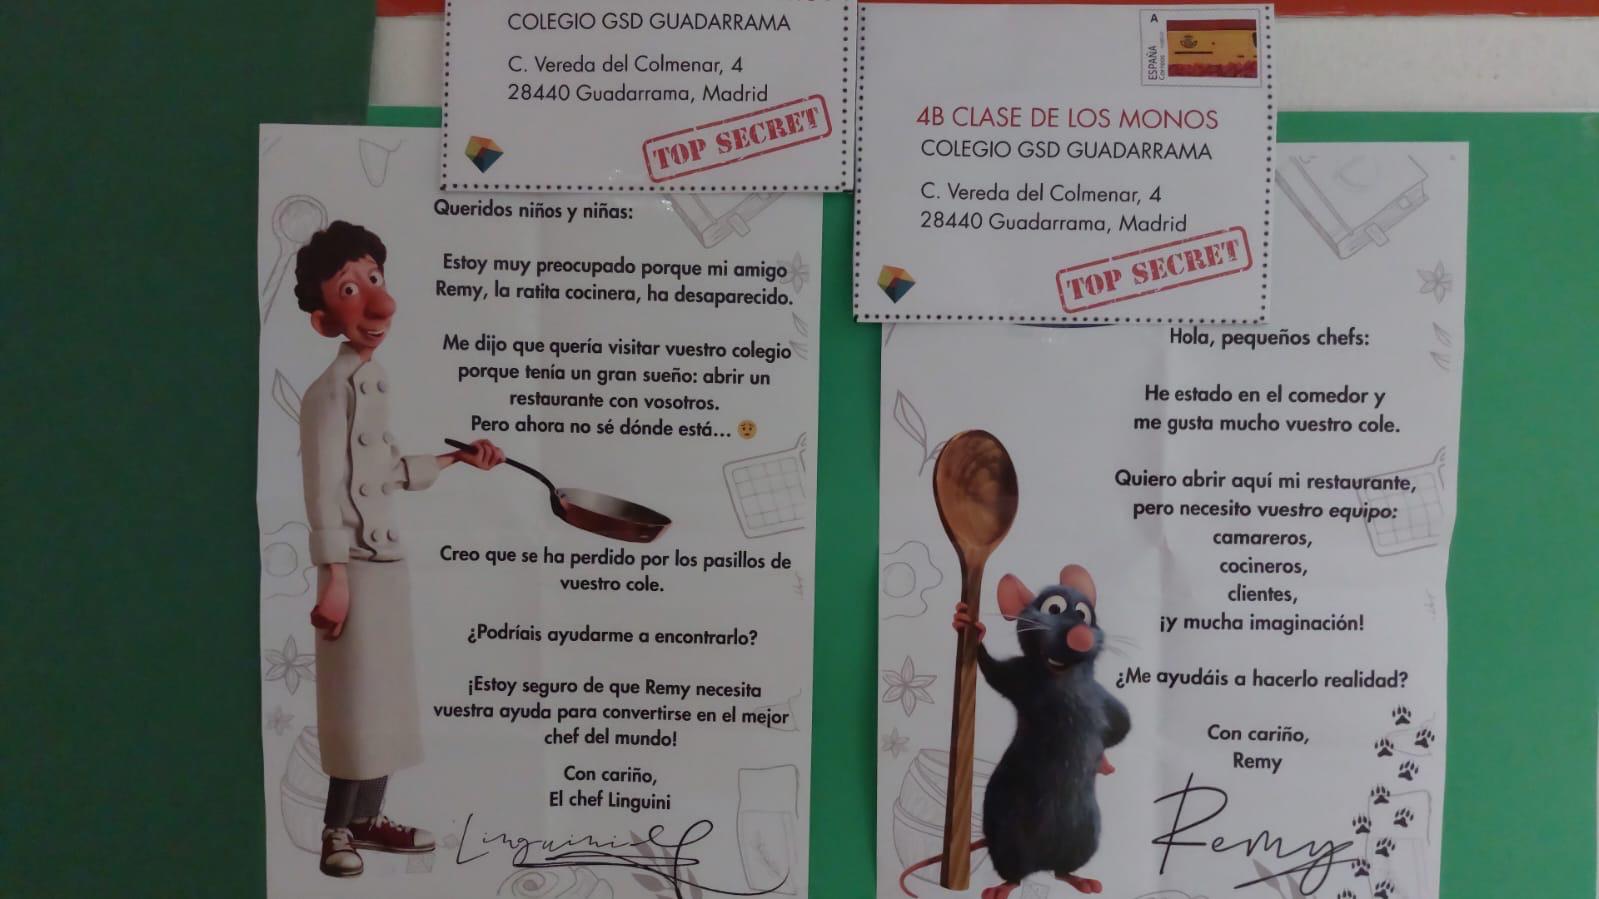 COLEGIO GSD GUADARRAMA
C. Vereda del Colmenar, 4
28440 Guadarrama, Madrid
TOP SECRET
Queridos niños y niñas:
Estoy muy preocupado porque mi amigo
Remy, la ratita cocinera, ha desaparecido.
Me dijo que quería visitar vuestro colegio
porque tenía un gran sueño: abrir un
restaurante con vosotros.
Pero ahora no sé dónde está... 😟
Creo que se ha perdido por los pasillos de
vuestro cole.
¿Podríais ayudarme a encontrarlo?
¡Estoy seguro de que Remy necesita
vuestra ayuda para convertirse en el mejor
chef del mundo!
Con cariño,
El chef Linguini
Linguini
A
ESPAÑA
Correos
4B CLASE DE LOS MONOS
COLEGIO GSD GUADARRAMA
C. Vereda del Colmenar, 4
28440 Guadarrama, Madrid
TOP SECRET
Hola, pequeños chefs:
He estado en el comedor y
me gusta mucho vuestro cole.
Quiero abrir aquí mi restaurante,
pero necesito vuestro equipo:
camareros,
cocineros,
clientes,
¡y mucha imaginación!
¿Me ayudáis a hacerlo realidad?
Con cariño,
Remy
Remy